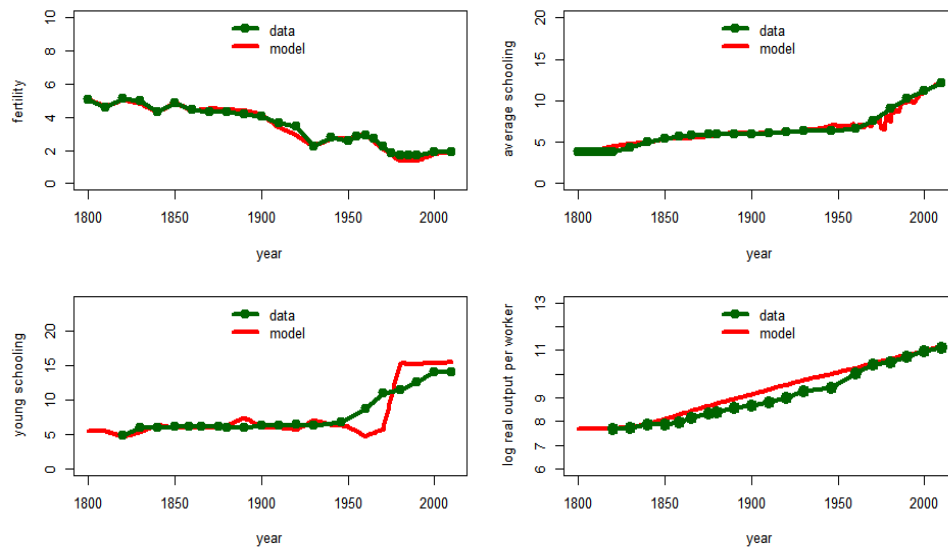 fertility
0 2 4 6 8 10
data
model
1800 1850 1900 1950 2000
year
average schooling
0 5 10 15 20
data
model
1800 1850 1900 1950 2000
year
young schooling
0 5 10 15 20
data
model
1800 1850 1900 1950 2000
year
log real output per worker
6 7 8 9 11 13
data
model
1800 1850 1900 1950 2000
year